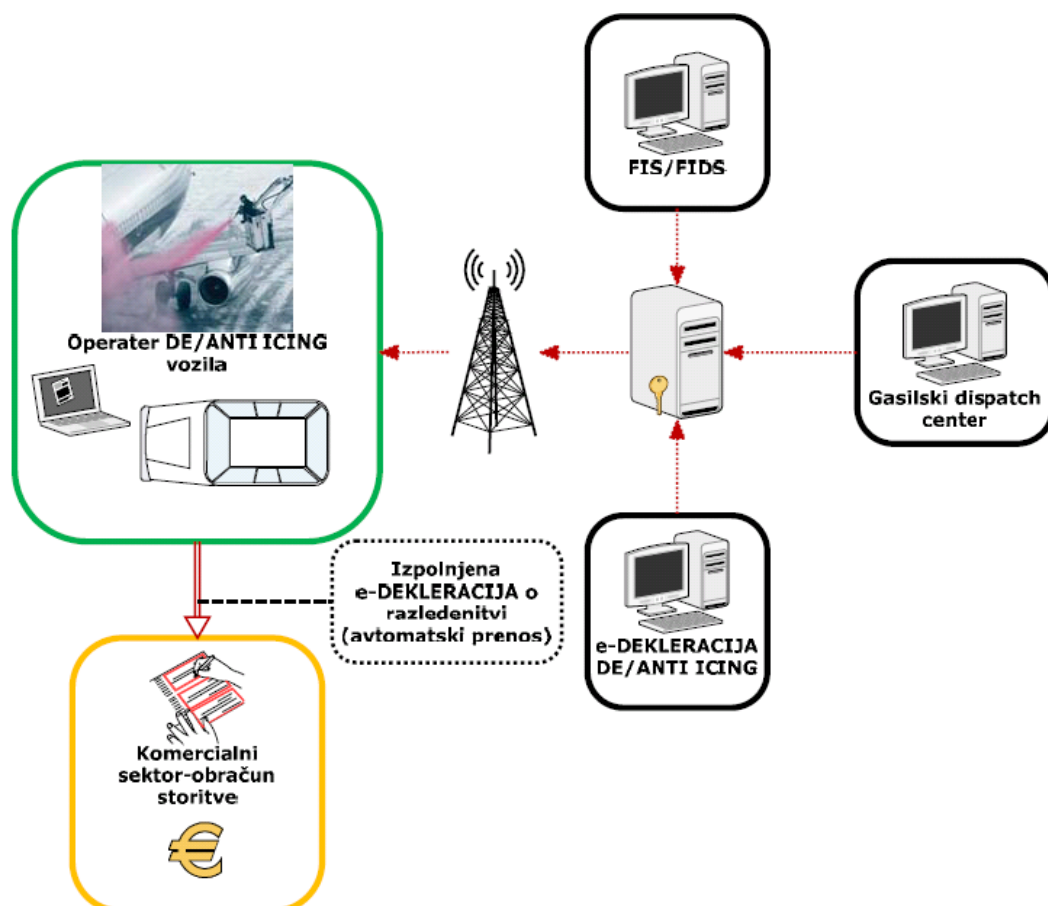 FIS/FIDS
Operater DE/ANTI ICING
vozila
Gasilski dispatch
center
Izpolnjena
e-DEKLERACIJA o
razledenitvi
(avtomatski prenos)
e-DEKLERACIJA
DE/ANTI ICING
Komercialni
sektor-obračun
storitve
€